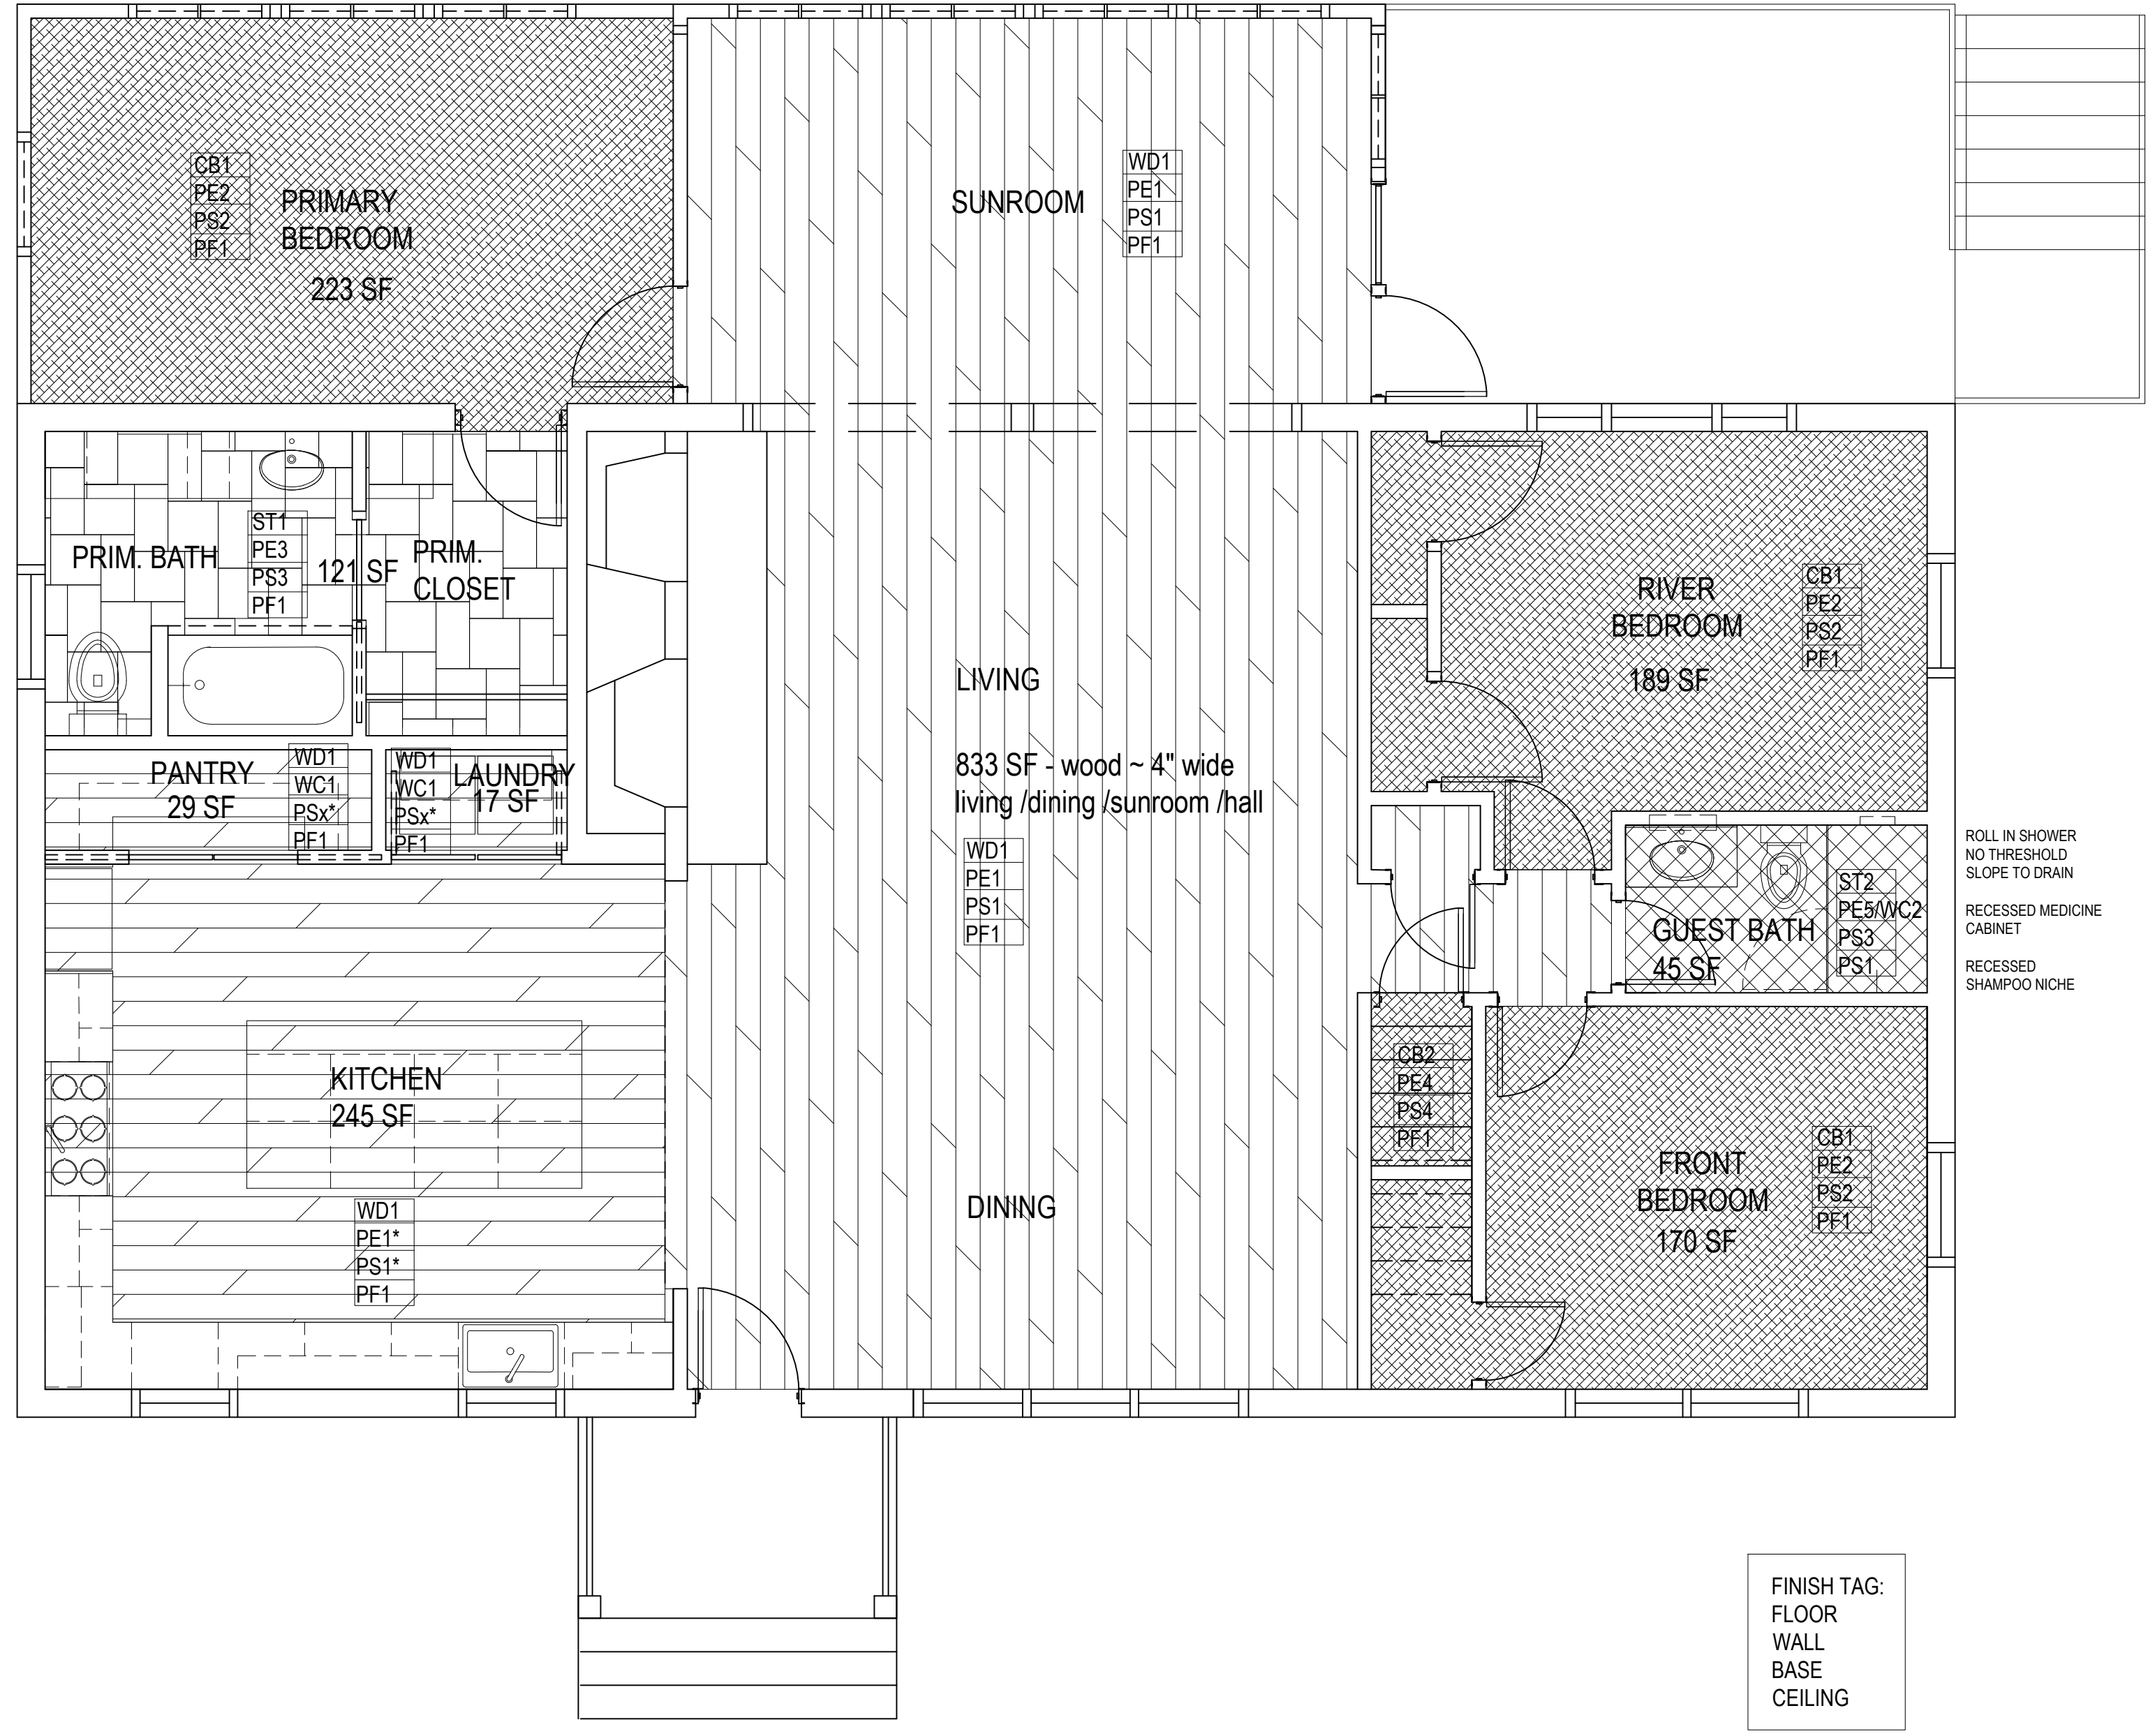 CB1
PE2
PS2
PF1
PRIMARY
BEDROOM
223 SF
SUNROOM
WD1
PE1
PS1
PF1
PRIM. BATH
ST1
PE3
PS3
PF1
121 SF
PRIM.
CLOSET
RIVER
BEDROOM
189 SF
CB1
PE2
PS2
PF1
LIVING
833 SF - wood ~ 4" wide
living /dining /sunroom /hall
WD1
PE1
PS1
PF1
PANTRY
29 SF
WD1
WC1
PSx*
PF1
WD1
WC1
PSx*
PF1
LAUNDRY
17 SF
GUEST BATH
45 SF
ST2
PE5/WC2
PS3
PS1
ROLL IN SHOWER
NO THRESHOLD
SLOPE TO DRAIN
RECESSED MEDICINE
CABINET
RECESSED
SHAMPOO NICHE
KITCHEN
245 SF
WD1
PE1*
PS1*
PF1
DINING
CB2
PE4
PS4
PF1
FRONT
BEDROOM
170 SF
CB1
PE2
PS2
PF1
FINISH TAG:
FLOOR
WALL
BASE
CEILING